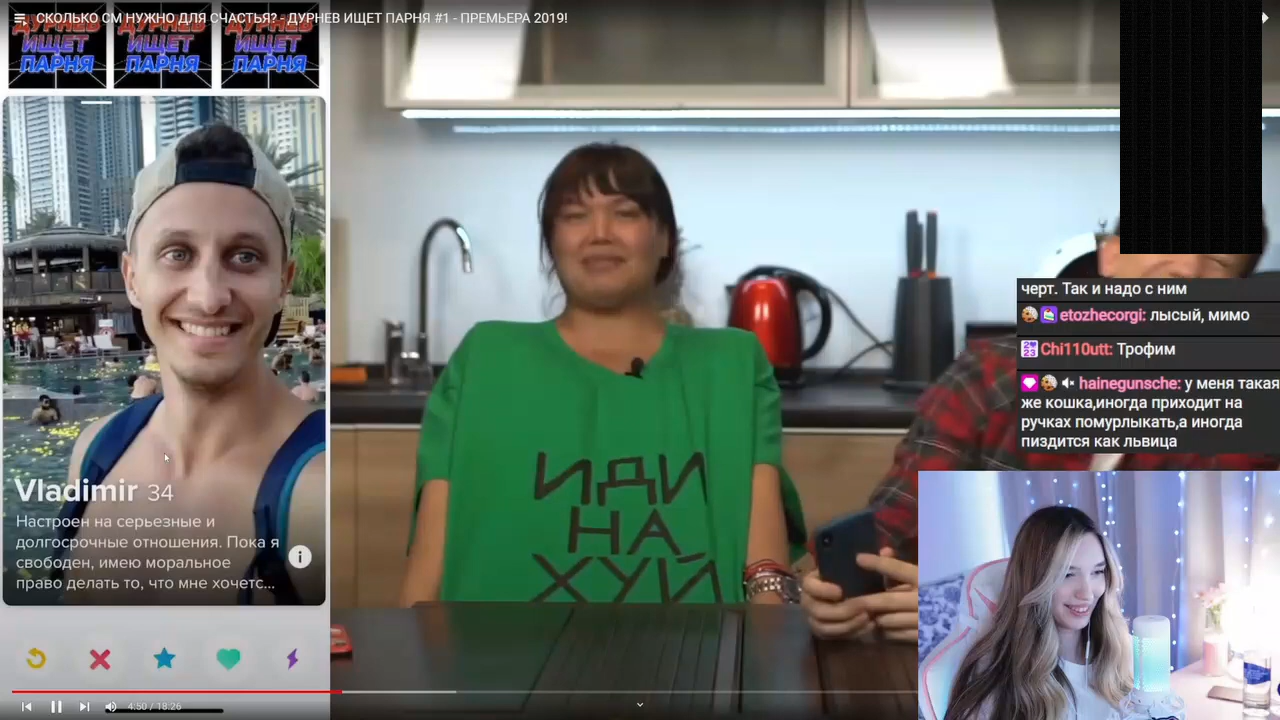 СКОЛЬКО СМ НУЖНО ДЛЯ СЧАСТЬЯ? - ДУРНЕВ ИЩЕТ ПАРНЯ #1 - ПРЕМЬЕРА 2019!
ДУРНЕВ ИЩЕТ ПАРНЯ
ДУРНЕВ ИЩЕТ ПАРНЯ
ДУРНЕВ ИЩЕТ ПАРНЯ
Vladimir 34
Настроен на серьезные и
долгосрочные отношения. Пока я
свободен, имею моральное
право делать то, что мне хочетс...
ИДИ
НА
ХУЙ
черт. Так и надо с ним
etozhecorgi: лысый, мимо
Chi110utt: Трофим
hainegunsche: у меня такая
же кошка,иногда приходит на
ручках помурлыкать,а иногда
пиздится как львица
4:50 / 18:26